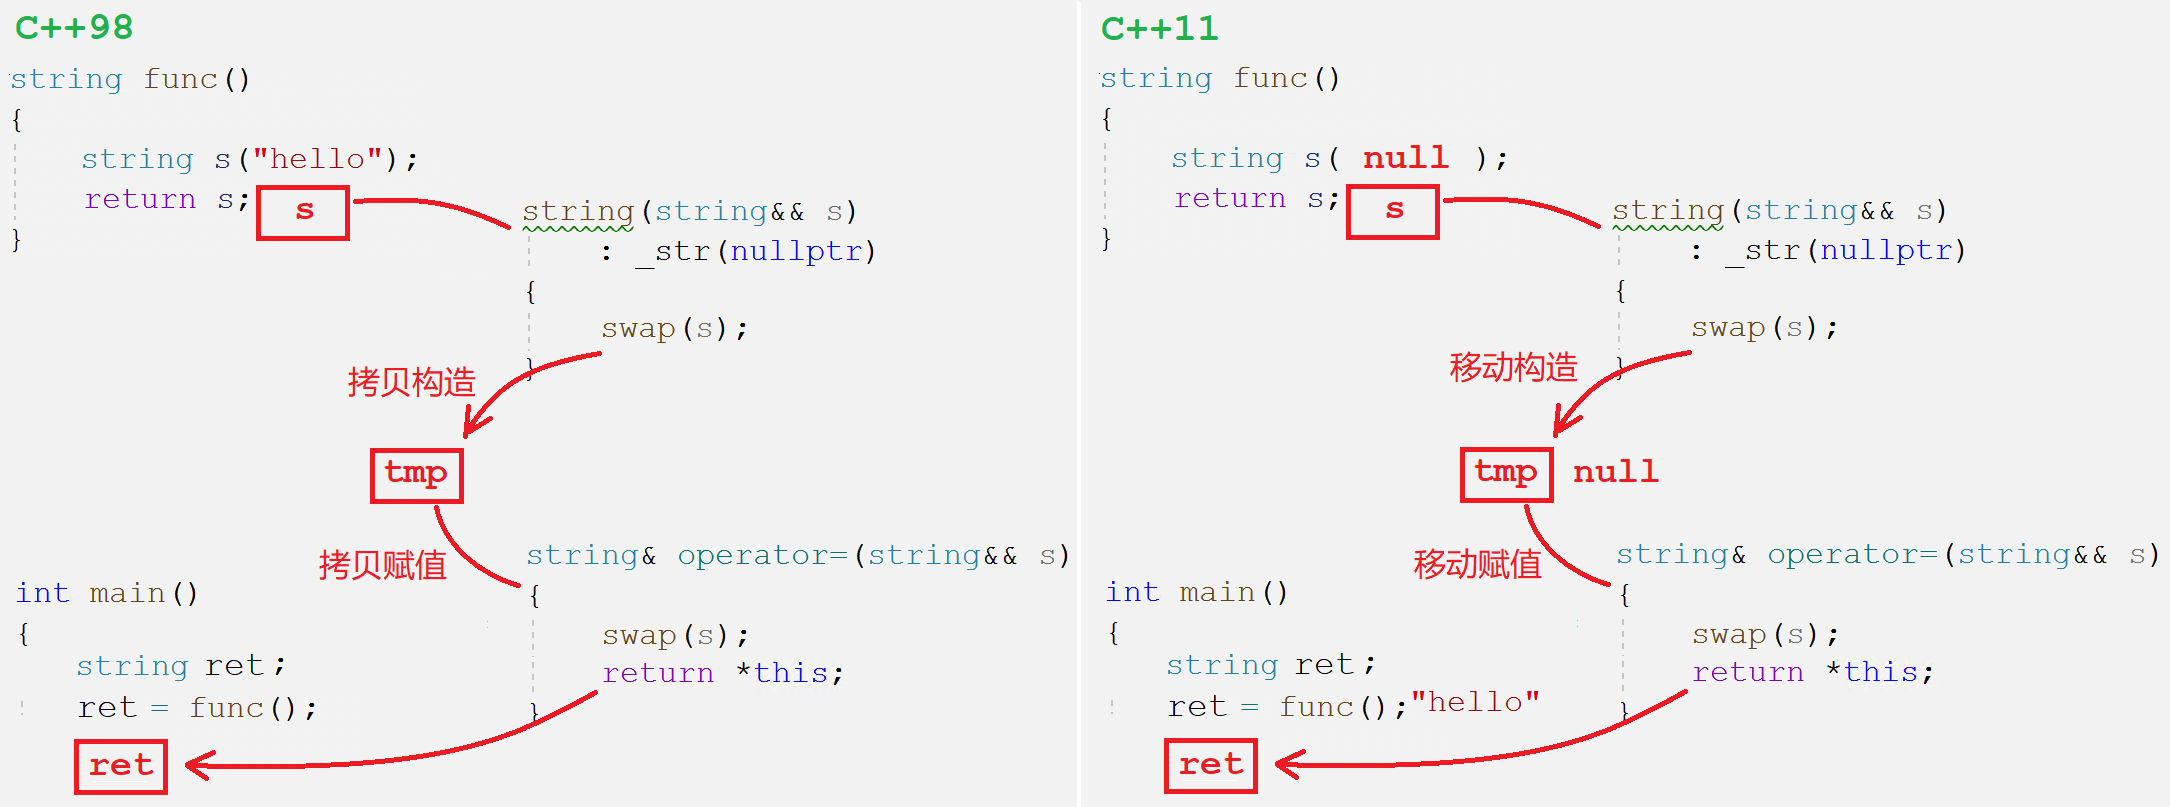 C++98
string func()
{
string s("hello");
return s;
s
}
string(string&& s)
: _str(nullptr)
{
swap(s);
}
拷贝构造
tmp
拷贝赋值
string& operator=(string&& s)
{
swap(s);
return *this;
}
int main()
{
string ret;
ret = func();
ret
C++11
string func()
{
string s( null );
return s;
s
}
string(string&& s)
: _str(nullptr)
{
swap(s);
}
移动构造
tmp null
移动赋值
string& operator=(string&& s)
{
swap(s);
return *this;
}
int main()
{
string ret;
ret = func();"hello"
ret